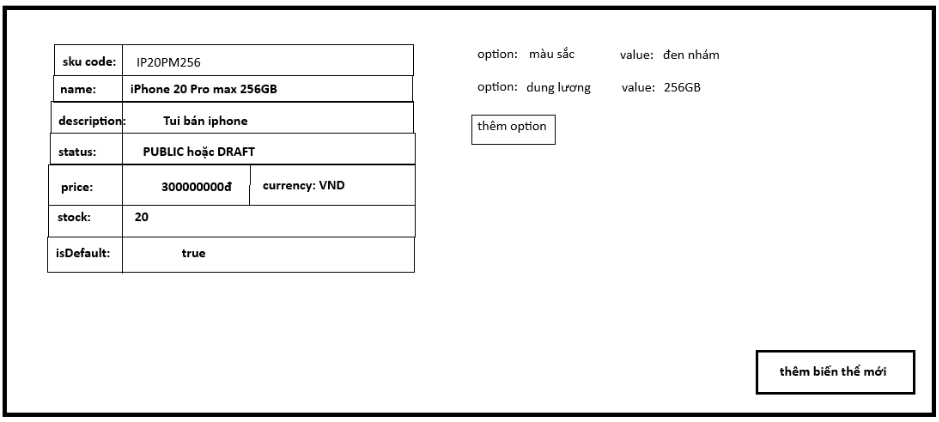 sku code: IP20PM256
name: iPhone 20 Pro max 256GB
description: Tui bán iphone
status: PUBLIC hoặc DRAFT
price: 300000000đ currency: VND
stock: 20
isDefault: true
option: màu sắc value: đen nhám
option: dung lương value: 256GB
thêm option
thêm biến thể mới